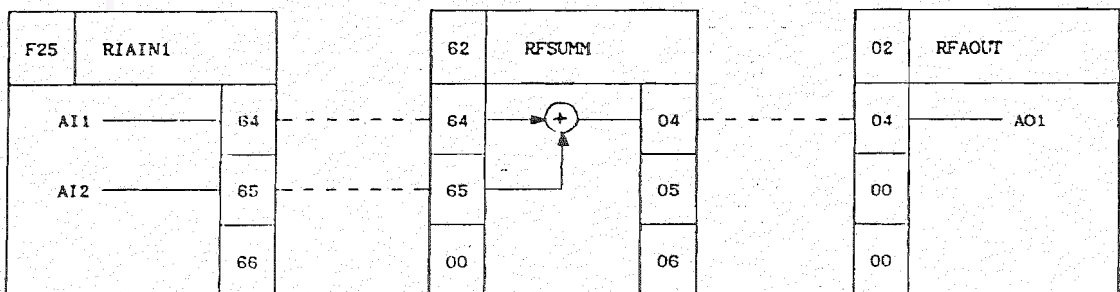 F25 RIAIN1
62 RFSUMM
02 RFAOUT
AI1 64
64 + 04
04 AO1
AI2 65
65 05
00
66
00 06
00